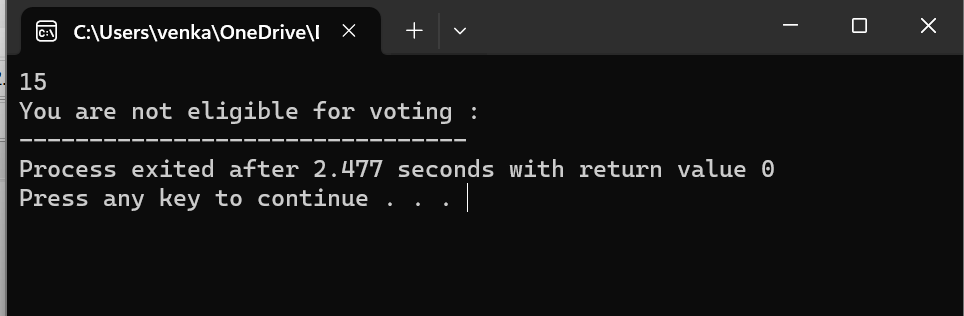 C:\Users\venka\OneDrive\I
15
You are not eligible for voting :
--------------------------------
Process exited after 2.477 seconds with return value 0
Press any key to continue . . .